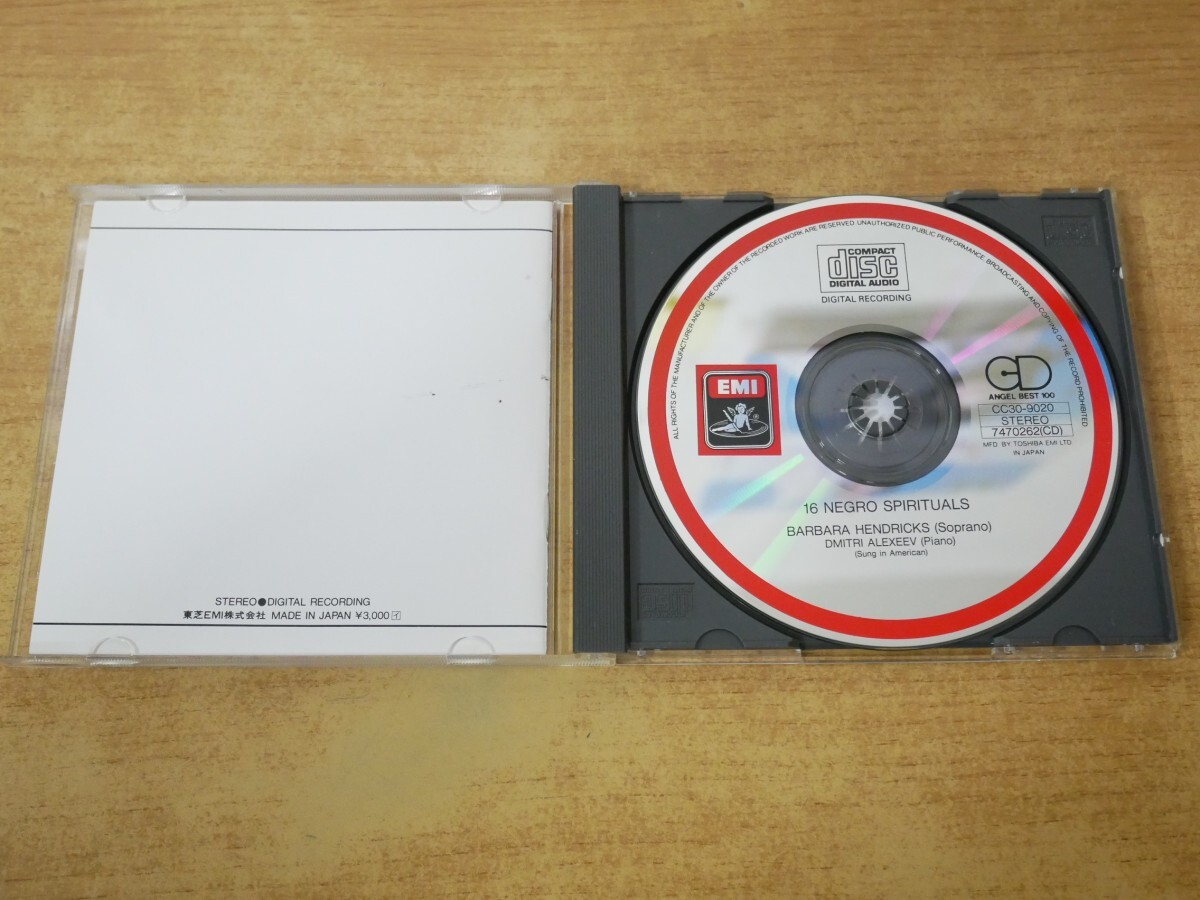 STEREO●DIGITAL RECORDING
東芝EMI株式会社 MADE IN JAPAN ¥3,000 イ
ALL RIGHTS OF THE MANUFACTURER AND OF THE OWNER OF THE RECORDED WORK ARE RESERVED. UNAUTHORIZED PUBLIC PERFORMANCE, BROADCASTING AND COPYING OF THE RECORD PROHIBITED
COMPACT
disc
DIGITAL AUDIO
DIGITAL RECORDING
EMI
CD
ANGEL BEST 100
CC30-9020
STEREO
7470262(CD)
MFD. BY TOSHIBA EMI LTD.
IN JAPAN
16 NEGRO SPIRITUALS
BARBARA HENDRICKS (Soprano)
DMITRI ALEXEEV (Piano)
(Sung in American)